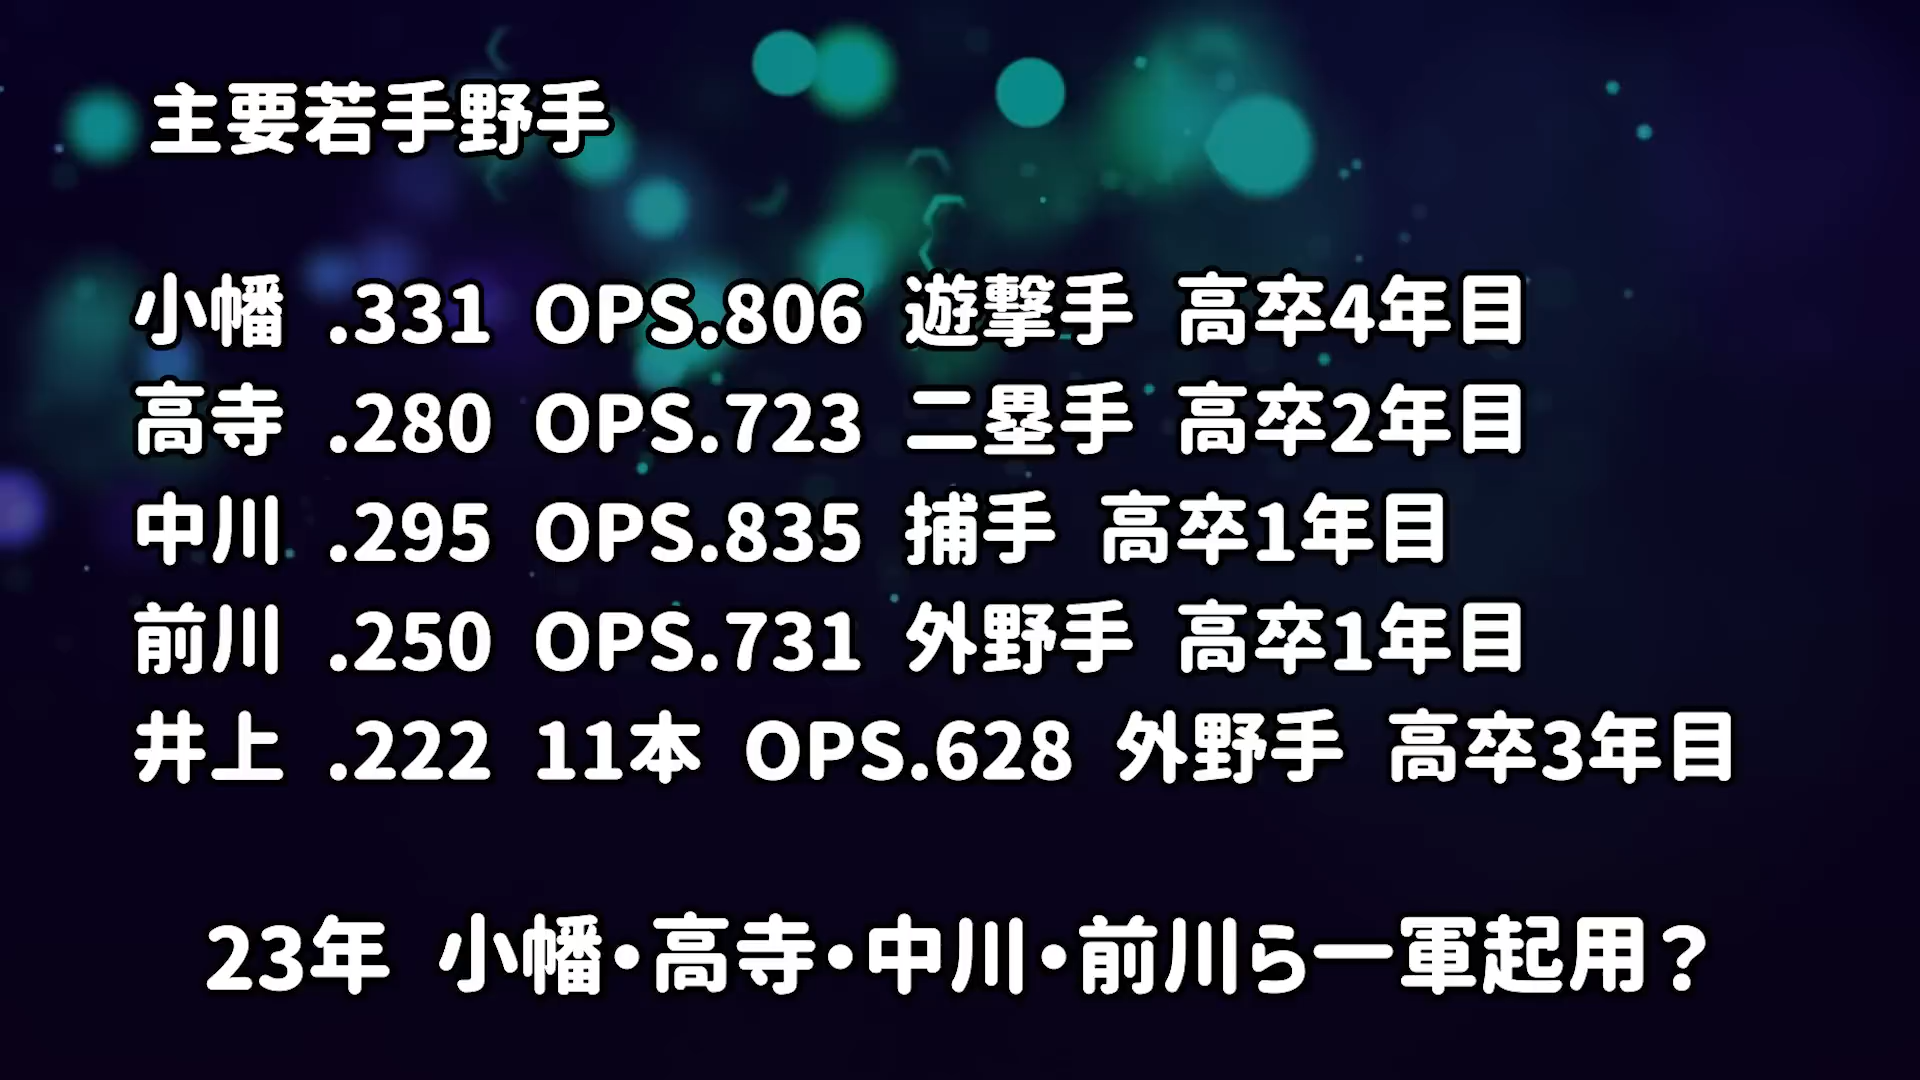 主要若手野手
小幡 .331 OPS.806 遊撃手 高卒4年目
高寺 .280 OPS.723 二塁手 高卒2年目
中川 .295 OPS.835 捕手 高卒1年目
前川 .250 OPS.731 外野手 高卒1年目
井上 .222 11本 OPS.628 外野手 高卒3年目
23年 小幡・高寺・中川・前川ら一軍起用？